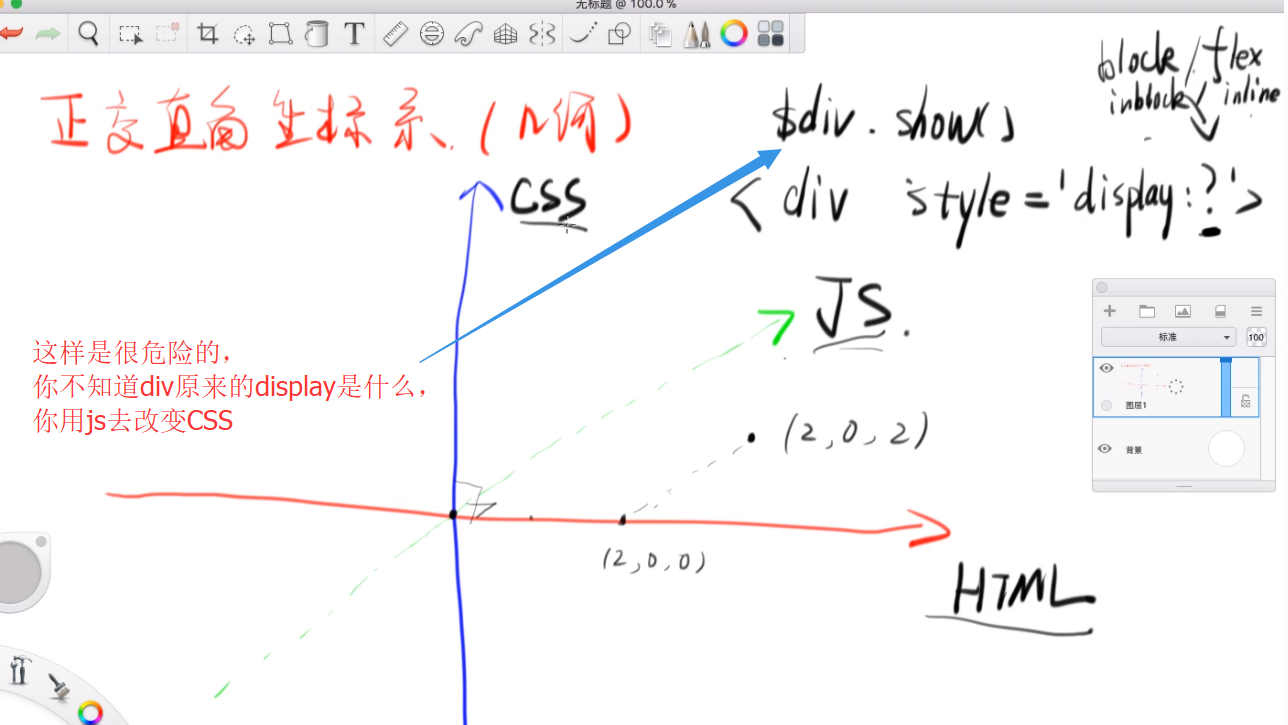 无标题 @ 100.0 %
T
block / flex
inblock inline
正交直角坐标系、(几何)
$div . show()
CSS
< div style = 'display:?'>
JS.
标准
100
这样是很危险的，
你不知道div原来的display是什么，
你用js去改变CSS
图层1
(2,0,2)
背景
(2,0,0)
HTML